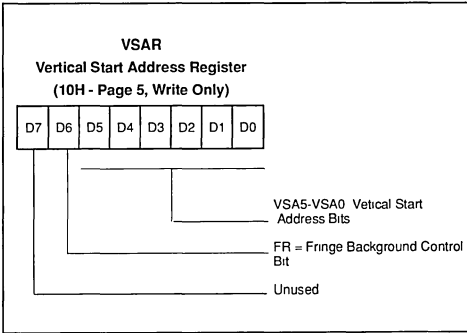 VSAR
Vertical Start Address Register
(10H - Page 5, Write Only)
D7 D6 D5 D4 D3 D2 D1 D0
VSA5-VSA0 Vetical Start
Address Bits
FR = Fringe Background Control
Bit
Unused